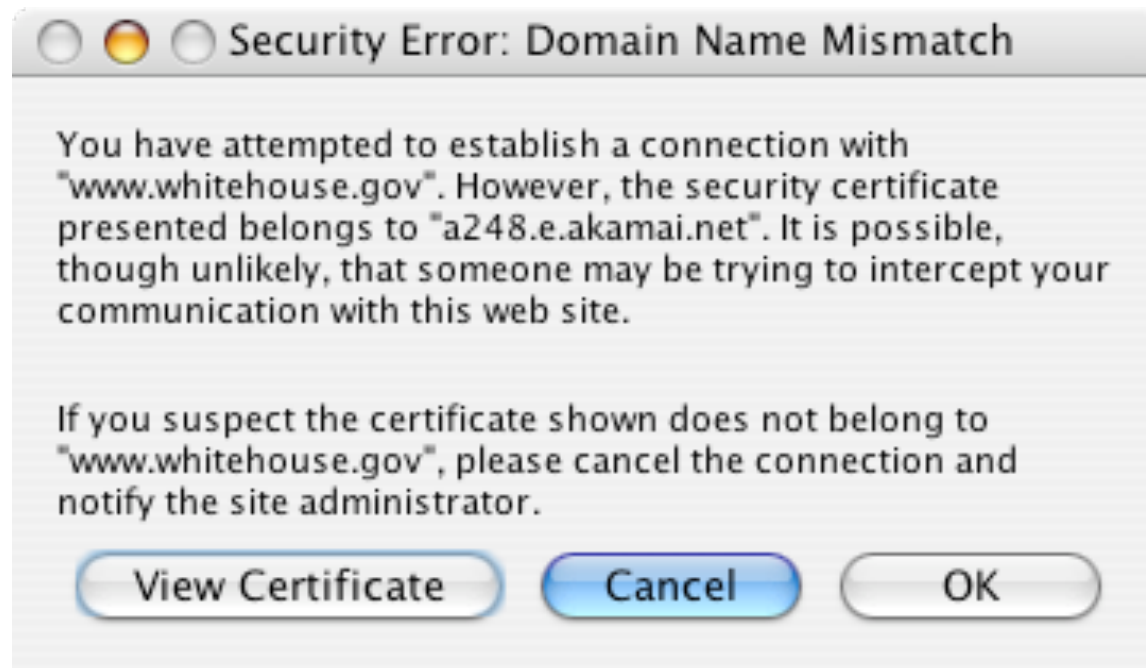 Security Error: Domain Name Mismatch
You have attempted to establish a connection with
"www.whitehouse.gov". However, the security certificate
presented belongs to "a248.e.akamai.net". It is possible,
though unlikely, that someone may be trying to intercept your
communication with this web site.
If you suspect the certificate shown does not belong to
"www.whitehouse.gov", please cancel the connection and
notify the site administrator.
View Certificate Cancel OK